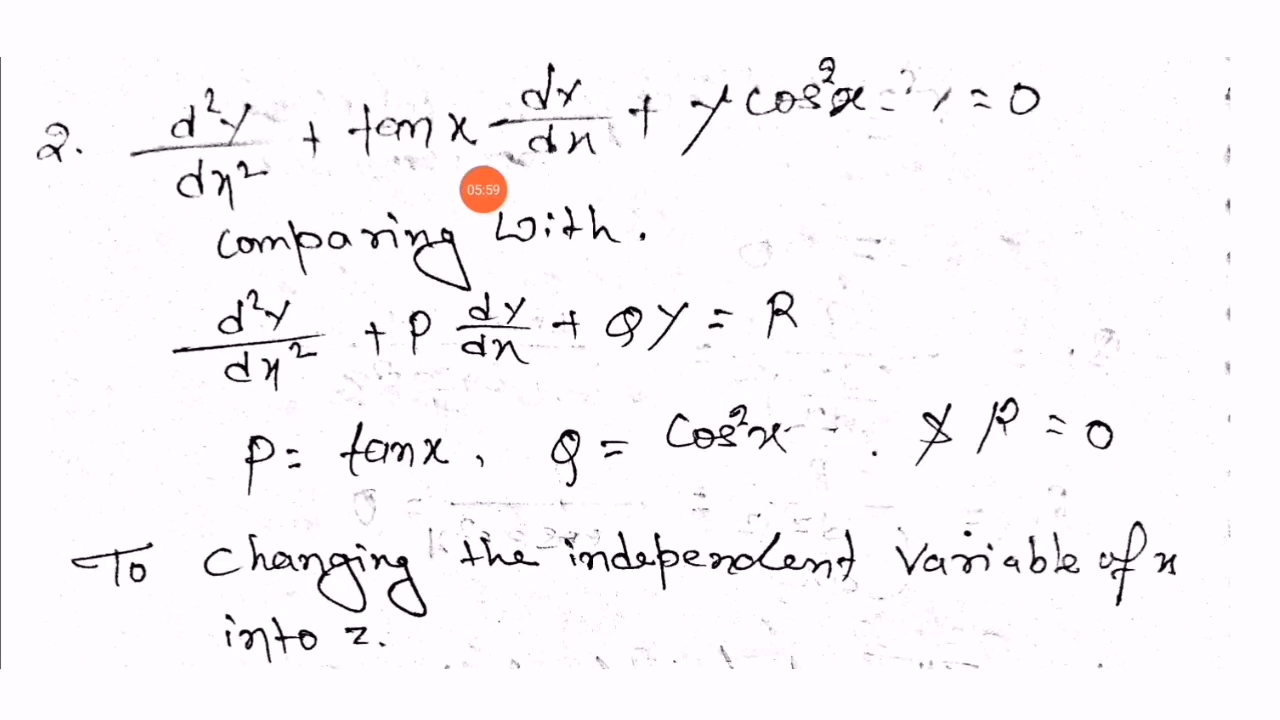 2. d²y/dx² + tan x dy/dx + y cos²x = 0
05:59
comparing with.
d²y/dx² + P dy/dx + Qy = R
P = tanx, Q = cos²x . & R = 0
To changing the independent variable of x
into z.